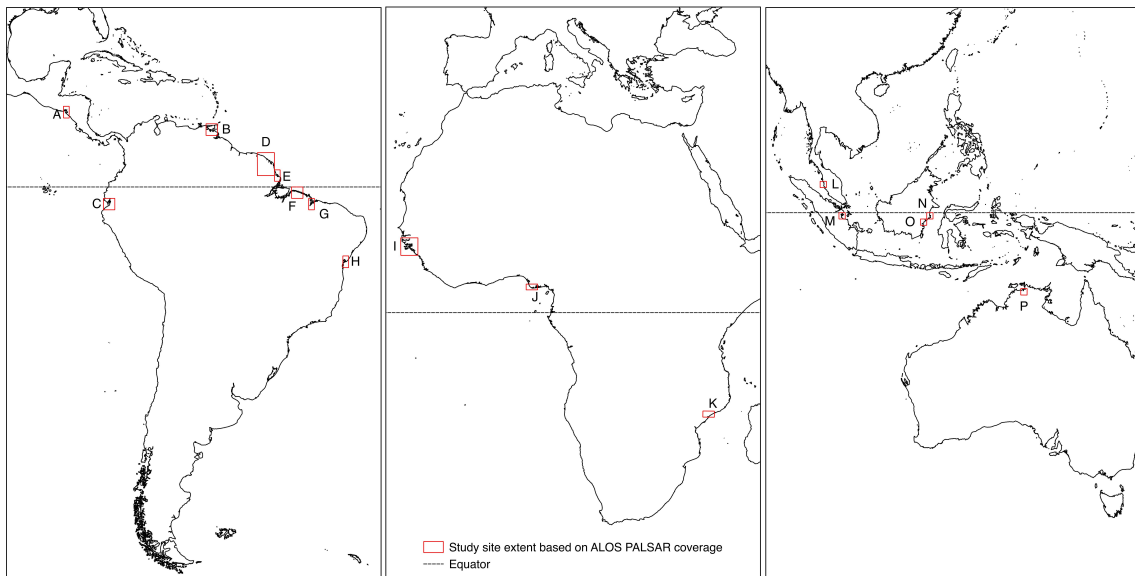 A
B
D
E
C
F
G
H
I
J
K
L
M
N
O
P
Study site extent based on ALOS PALSAR coverage
Equator